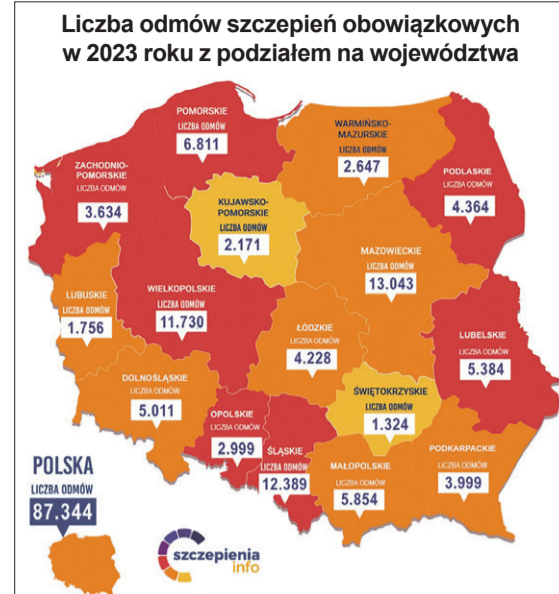 Liczba odmów szczepień obowiązkowych
w 2023 roku z podziałem na województwa
POMORSKIE
LICZBA ODMÓW
6.811
WARMIŃSKO-
MAZURSKIE
LICZBA ODMÓW
2.647
ZACHODNIO-
POMORSKIE
LICZBA ODMÓW
3.634
PODLASKIE
LICZBA ODMÓW
4.364
KUJAWSKO-
POMORSKIE
LICZBA ODMÓW
2.171
MAZOWIECKIE
LICZBA ODMÓW
13.043
WIELKOPOLSKIE
LICZBA ODMÓW
11.730
LUBUSKIE
LICZBA ODMÓW
1.756
ŁÓDZKIE
LICZBA ODMÓW
4.228
LUBELSKIE
LICZBA ODMÓW
5.384
DOLNOŚLĄSKIE
LICZBA ODMÓW
5.011
ŚWIĘTOKRZYSKIE
LICZBA ODMÓW
1.324
OPOLSKIE
LICZBA ODMÓW
2.999
ŚLĄSKIE
LICZBA ODMÓW
12.389
MAŁOPOLSKIE
LICZBA ODMÓW
5.854
PODKARPACKIE
LICZBA ODMÓW
3.999
POLSKA
LICZBA ODMÓW
87.344
szczepienia
info